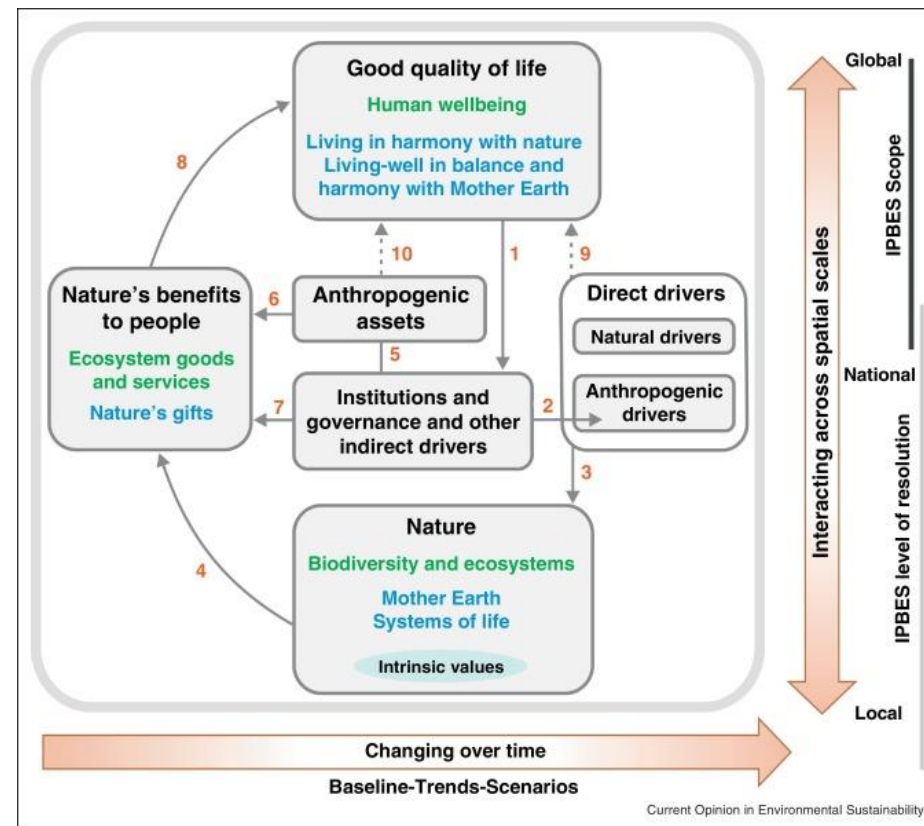 Good quality of life
Human wellbeing
Living in harmony with nature
Living-well in balance and
harmony with Mother Earth
8
10
1
9
Nature's benefits
to people
Ecosystem goods
and services
Nature's gifts
6
Anthropogenic
assets
5
7
Institutions and
governance and other
indirect drivers
2
Direct drivers
Natural drivers
Anthropogenic
drivers
3
4
Nature
Biodiversity and ecosystems
Mother Earth
Systems of life
Intrinsic values
Interacting across spatial scales
Global
National
Local
IPBES Scope
IPBES level of resolution
Changing over time
Baseline-Trends-Scenarios
Current Opinion in Environmental Sustainability